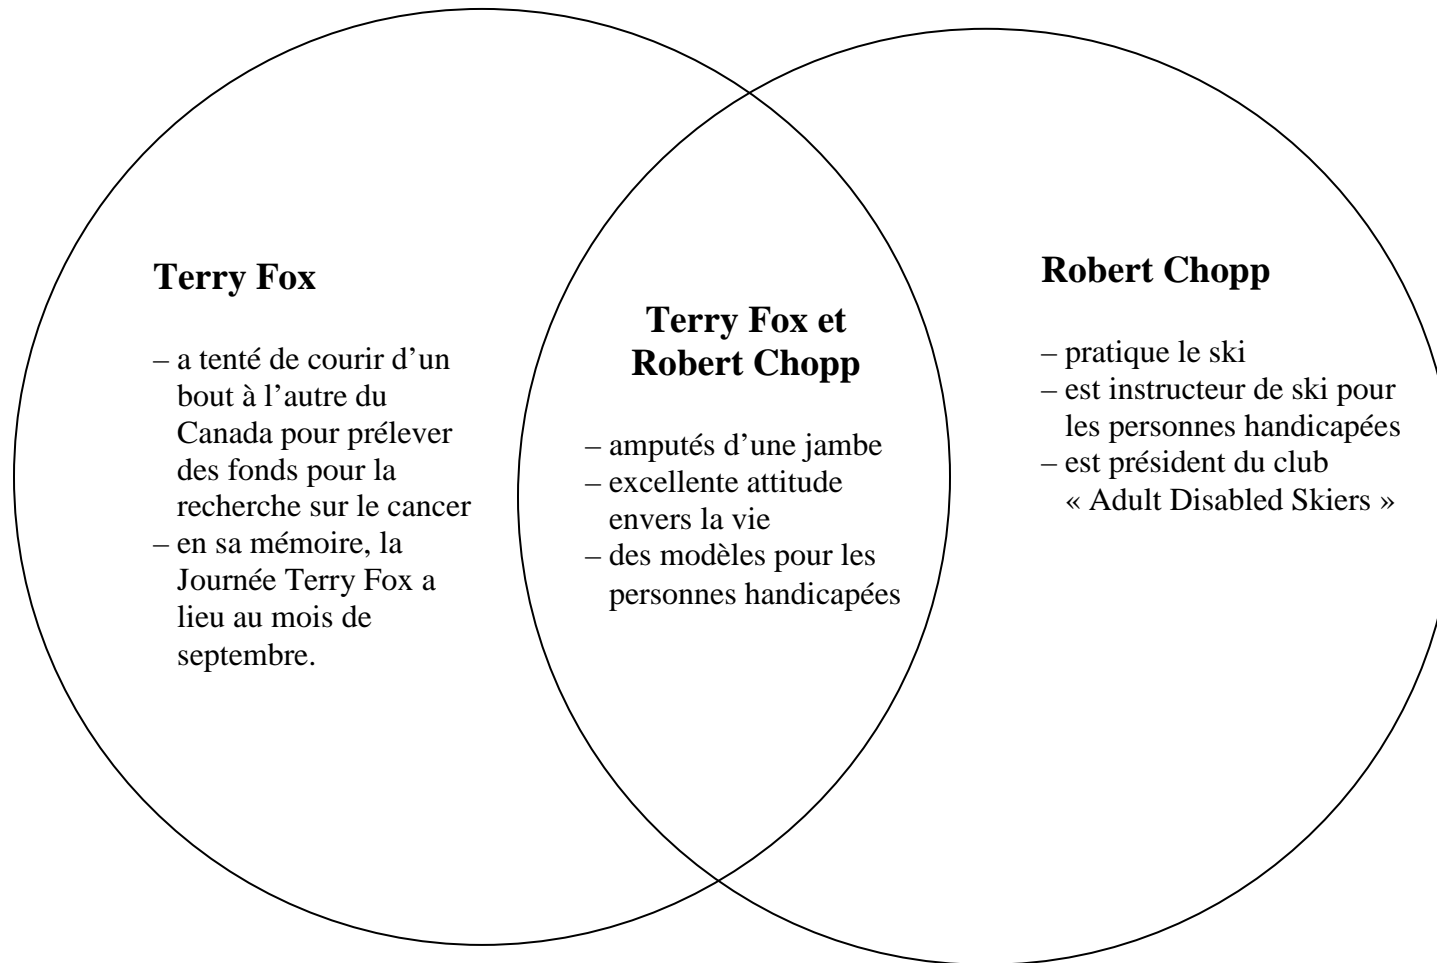 Terry Fox
– a tenté de courir d’un
bout à l’autre du
Canada pour prélever
des fonds pour la
recherche sur le cancer
– en sa mémoire, la
Journée Terry Fox a
lieu au mois de
septembre.
Terry Fox et
Robert Chopp
– amputés d’une jambe
– excellente attitude
envers la vie
– des modèles pour les
personnes handicapées
Robert Chopp
– pratique le ski
– est instructeur de ski pour
les personnes handicapées
– est président du club
« Adult Disabled Skiers »